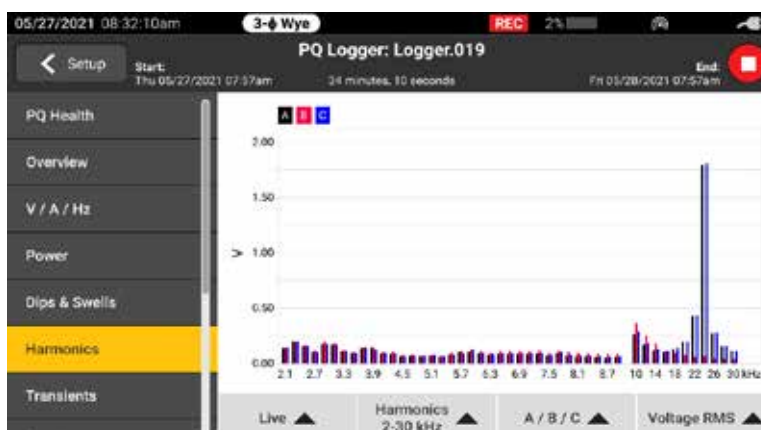 05/27/2021 08:32:10am 3-ϕ Wye REC 2%
Setup
PQ Logger: Logger.019
Start: End:
Thu 05/27/2021 07:57am 34 minutes, 10 seconds Fri 05/28/2021 07:57am
PQ Health
Overview
V / A / Hz
Power
Dips & Swells
Harmonics
Transients
A B C
2.00
1.50
1.00
0.50
0.00
V
2.1 2.7 3.3 3.9 4.5 5.1 5.7 6.3 6.9 7.5 8.1 8.7 10 14 18 22 26 30 kHz
Live
Harmonics
2-30 kHz
A / B / C
Voltage RMS